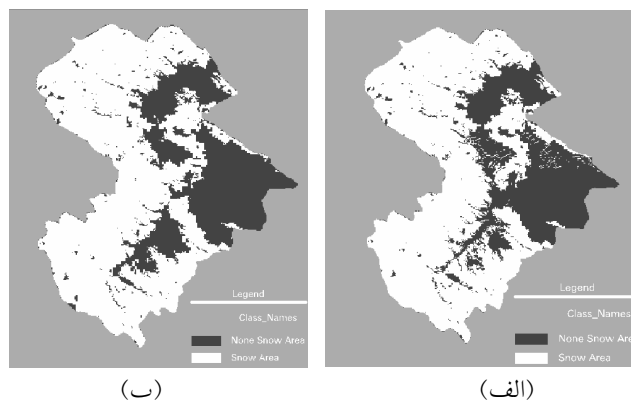 Legend
Class_Names
None Snow Area
Snow Area
Legend
Class_Names
None Snow Are
Snow Area
(ب)
(الف)